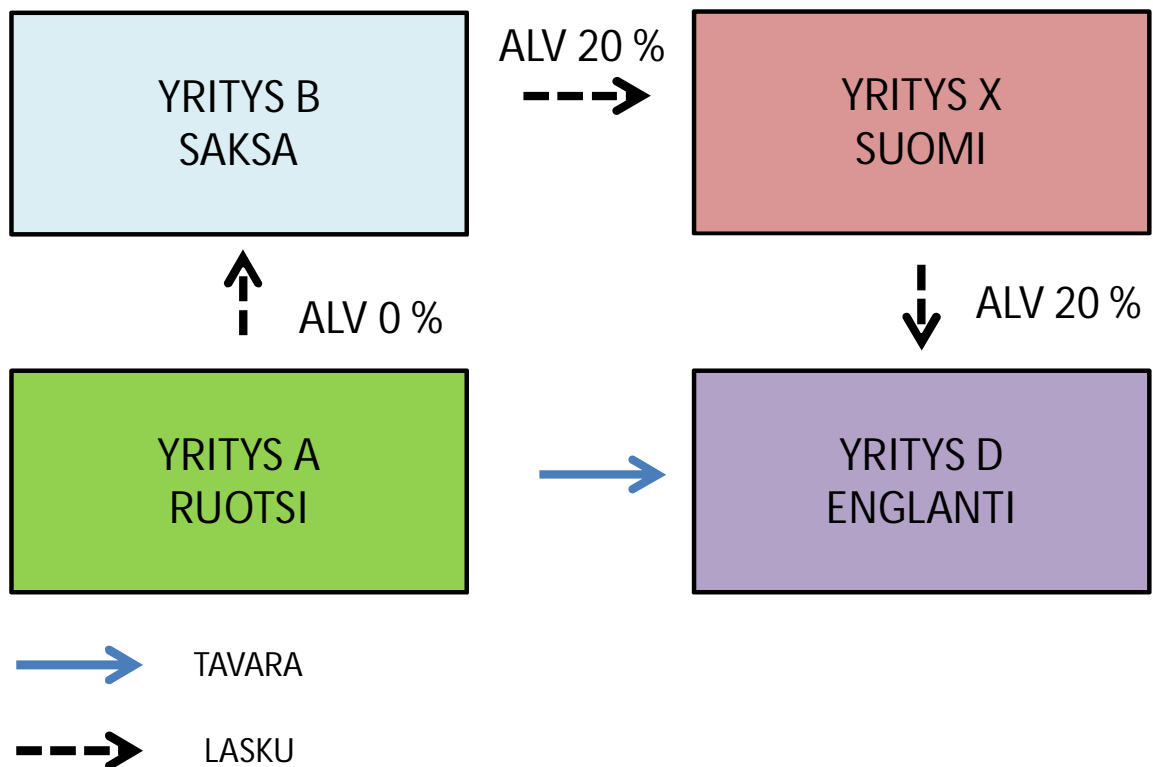 YRITYS B
SAKSA
ALV 20 %
YRITYS X
SUOMI
ALV 0 %
ALV 20 %
YRITYS A
RUOTSI
YRITYS D
ENGLANTI
TAVARA
LASKU